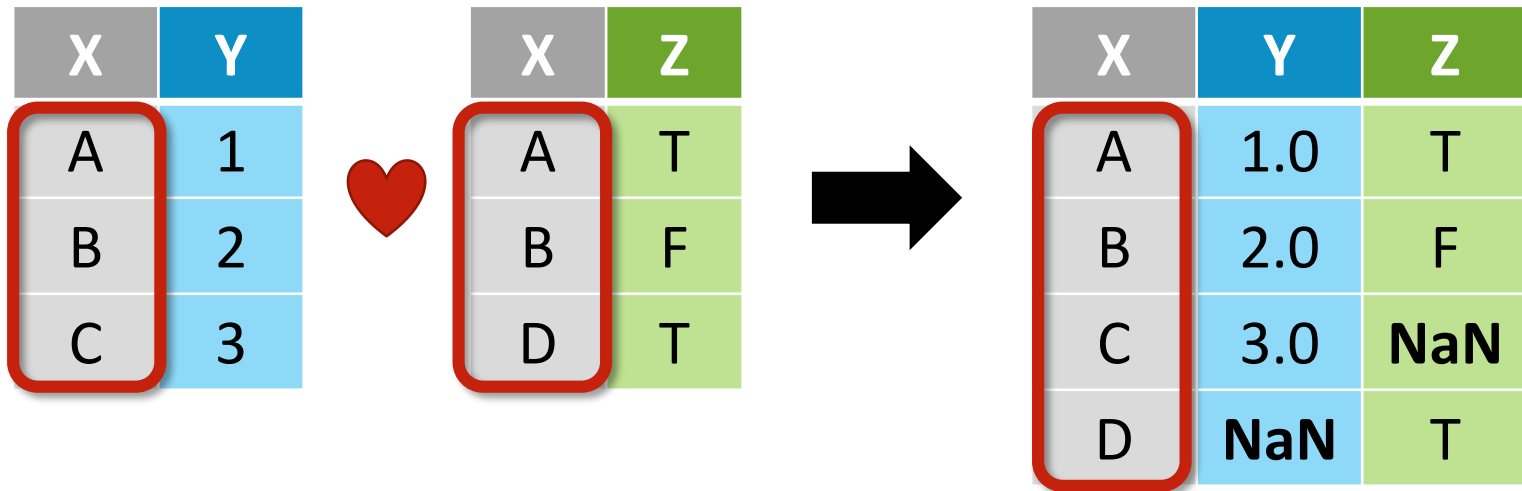 X Y X Z X Y Z
A 1 A T A 1.0 T
B 2 B F B 2.0 F
C 3 D T C 3.0 NaN
D NaN T